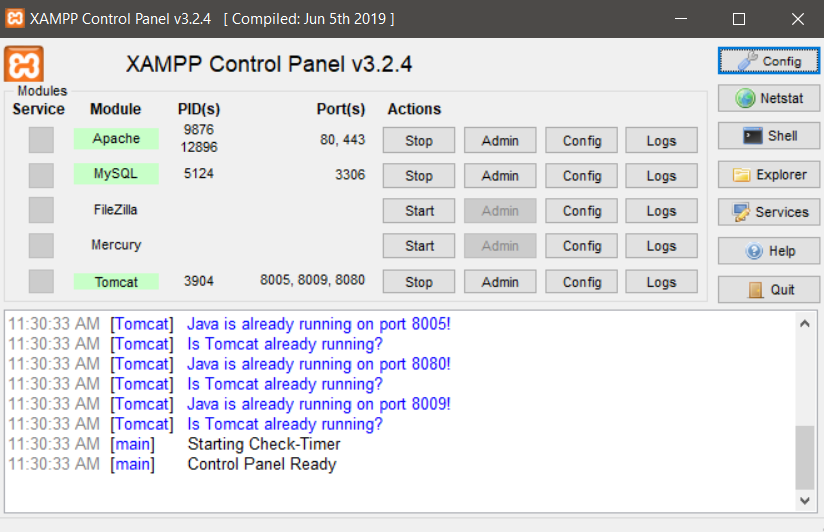 XAMPP Control Panel v3.2.4 [ Compiled: Jun 5th 2019 ]
XAMPP Control Panel v3.2.4
Config
Modules
Service Module PID(s) Port(s) Actions
Netstat
Apache 9876 12896 80, 443 Stop Admin Config Logs
Shell
MySQL 5124 3306 Stop Admin Config Logs
Explorer
FileZilla Start Admin Config Logs
Services
Mercury Start Admin Config Logs
Help
Tomcat 3904 8005, 8009, 8080 Stop Admin Config Logs
Quit
11:30:33 AM [Tomcat] Java is already running on port 8005!
11:30:33 AM [Tomcat] Is Tomcat already running?
11:30:33 AM [Tomcat] Java is already running on port 8080!
11:30:33 AM [Tomcat] Is Tomcat already running?
11:30:33 AM [Tomcat] Java is already running on port 8009!
11:30:33 AM [Tomcat] Is Tomcat already running?
11:30:33 AM [main] Starting Check-Timer
11:30:33 AM [main] Control Panel Ready